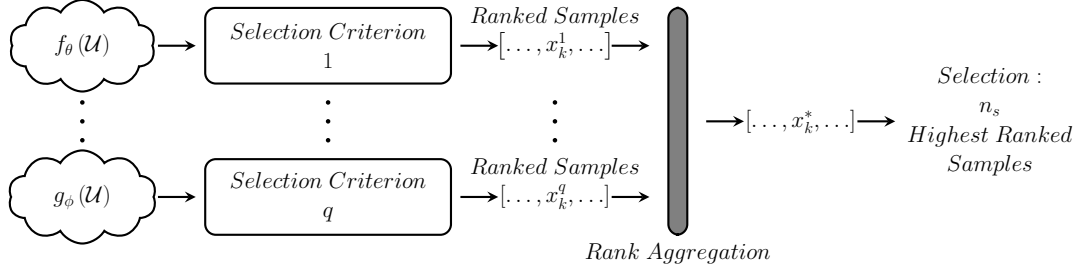 f_θ(𝒰)
Selection Criterion
1
Ranked Samples
[..., x_k^1, ...]
g_ϕ(𝒰)
Selection Criterion
q
Ranked Samples
[..., x_k^q, ...]
Rank Aggregation
[..., x_k^*, ...]
Selection :
n_s
Highest Ranked
Samples